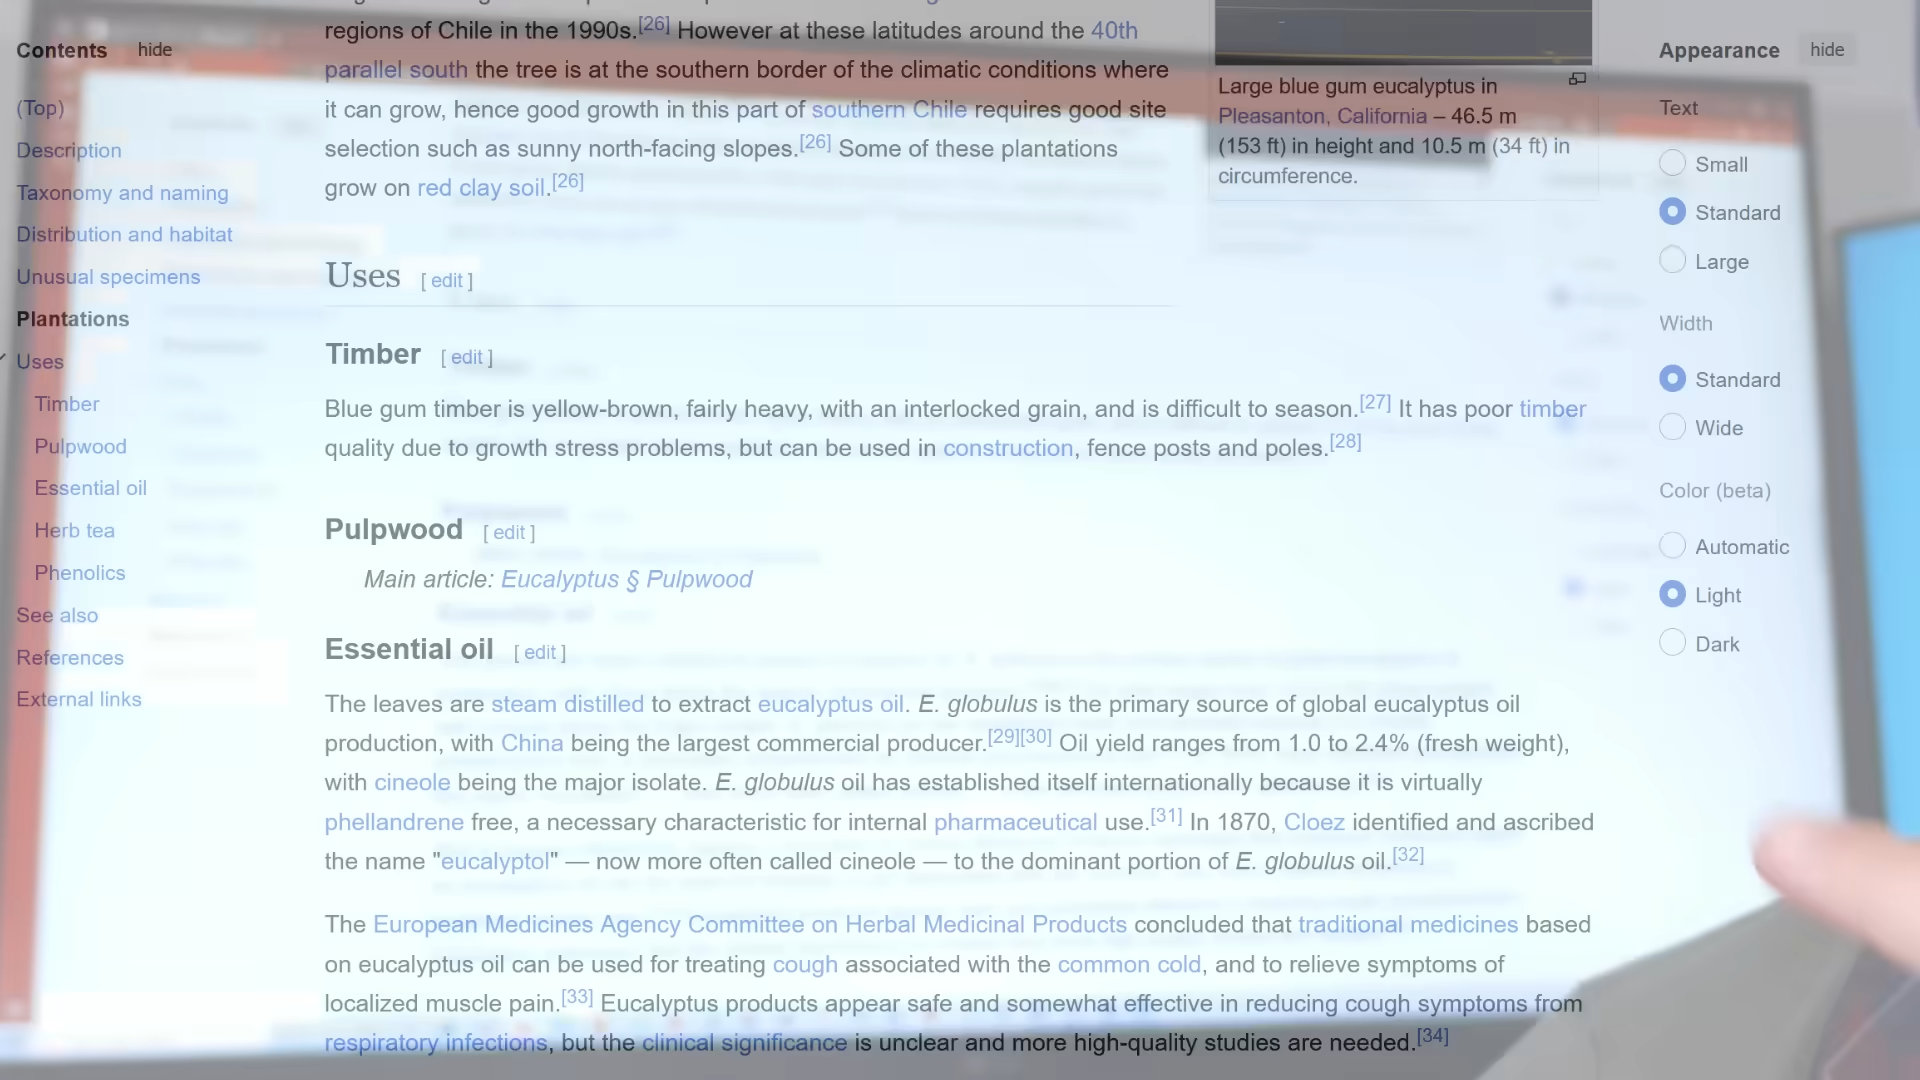 Contents hide
(Top)
Description
Taxonomy and naming
Distribution and habitat
Unusual specimens
Plantations
Uses
Timber
Pulpwood
Essential oil
Herb tea
Phenolics
See also
References
External links
regions of Chile in the 1990s.[26] However at these latitudes around the 40th
parallel south the tree is at the southern border of the climatic conditions where
it can grow, hence good growth in this part of southern Chile requires good site
selection such as sunny north-facing slopes.[26] Some of these plantations
grow on red clay soil.[26]
Large blue gum eucalyptus in
Pleasanton, California – 46.5 m
(153 ft) in height and 10.5 m (34 ft) in
circumference.
Uses [ edit ]
Timber [ edit ]
Blue gum timber is yellow-brown, fairly heavy, with an interlocked grain, and is difficult to season.[27] It has poor timber
quality due to growth stress problems, but can be used in construction, fence posts and poles.[28]
Pulpwood [ edit ]
Main article: Eucalyptus § Pulpwood
Essential oil [ edit ]
The leaves are steam distilled to extract eucalyptus oil. E. globulus is the primary source of global eucalyptus oil
production, with China being the largest commercial producer.[29][30] Oil yield ranges from 1.0 to 2.4% (fresh weight),
with cineole being the major isolate. E. globulus oil has established itself internationally because it is virtually
phellandrene free, a necessary characteristic for internal pharmaceutical use.[31] In 1870, Cloez identified and ascribed
the name "eucalyptol" — now more often called cineole — to the dominant portion of E. globulus oil.[32]
The European Medicines Agency Committee on Herbal Medicinal Products concluded that traditional medicines based
on eucalyptus oil can be used for treating cough associated with the common cold, and to relieve symptoms of
localized muscle pain.[33] Eucalyptus products appear safe and somewhat effective in reducing cough symptoms from
respiratory infections, but the clinical significance is unclear and more high-quality studies are needed.[34]
Appearance hide
Text
Small
Standard
Large
Width
Standard
Wide
Color (beta)
Automatic
Light
Dark